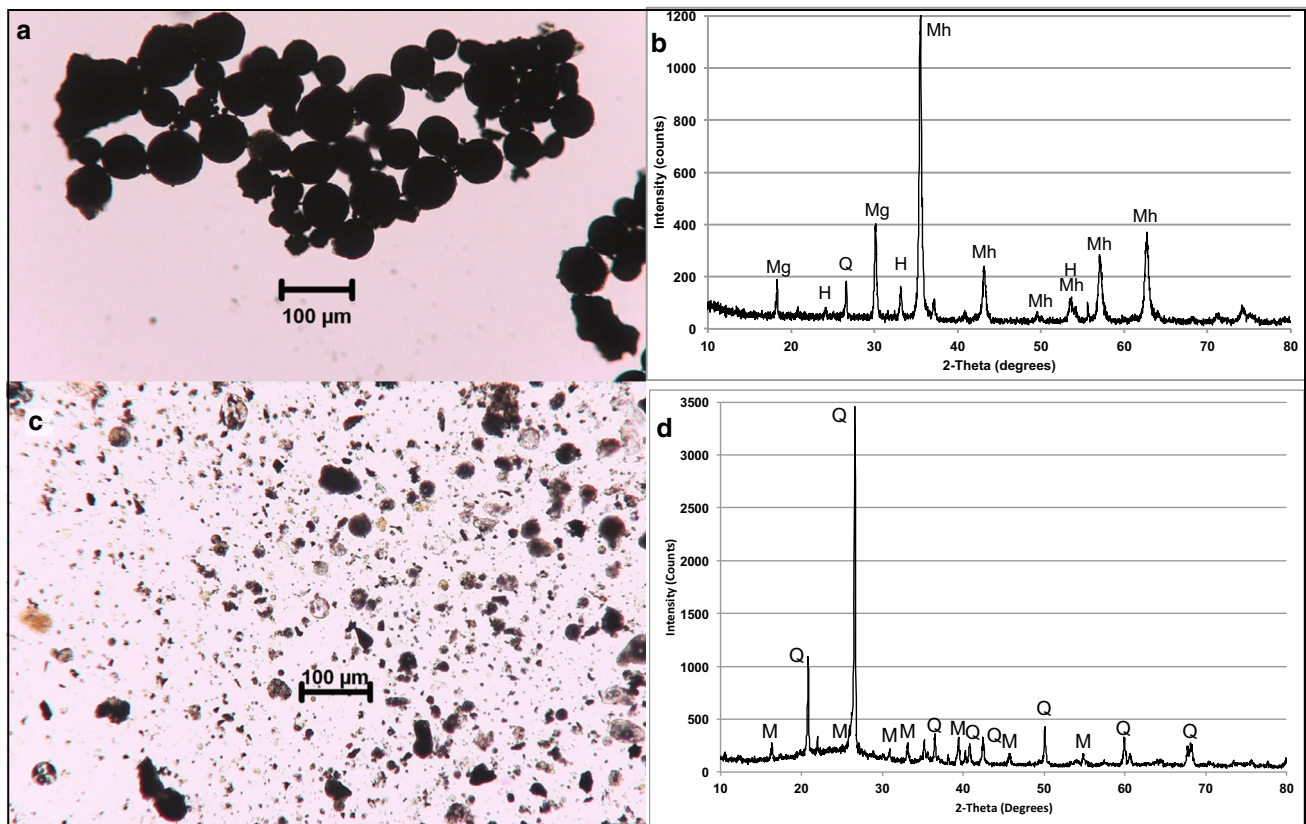 a
100 µm
b
Intensity (counts)
1200
1000
800
600
400
200
0
Mg
H
Q
Mg
H
Mh
Mh
Mh
H
Mh
Mh
Mh
10 20 30 40 50 60 70 80
2-Theta (degrees)
c
100 µm
d
Intensity (Counts)
3500
3000
2500
2000
1500
1000
500
0
M
Q
M
Q
M
M
Q
M
Q
Q
M
Q
M
Q
Q
10 20 30 40 50 60 70 80
2-Theta (Degrees)